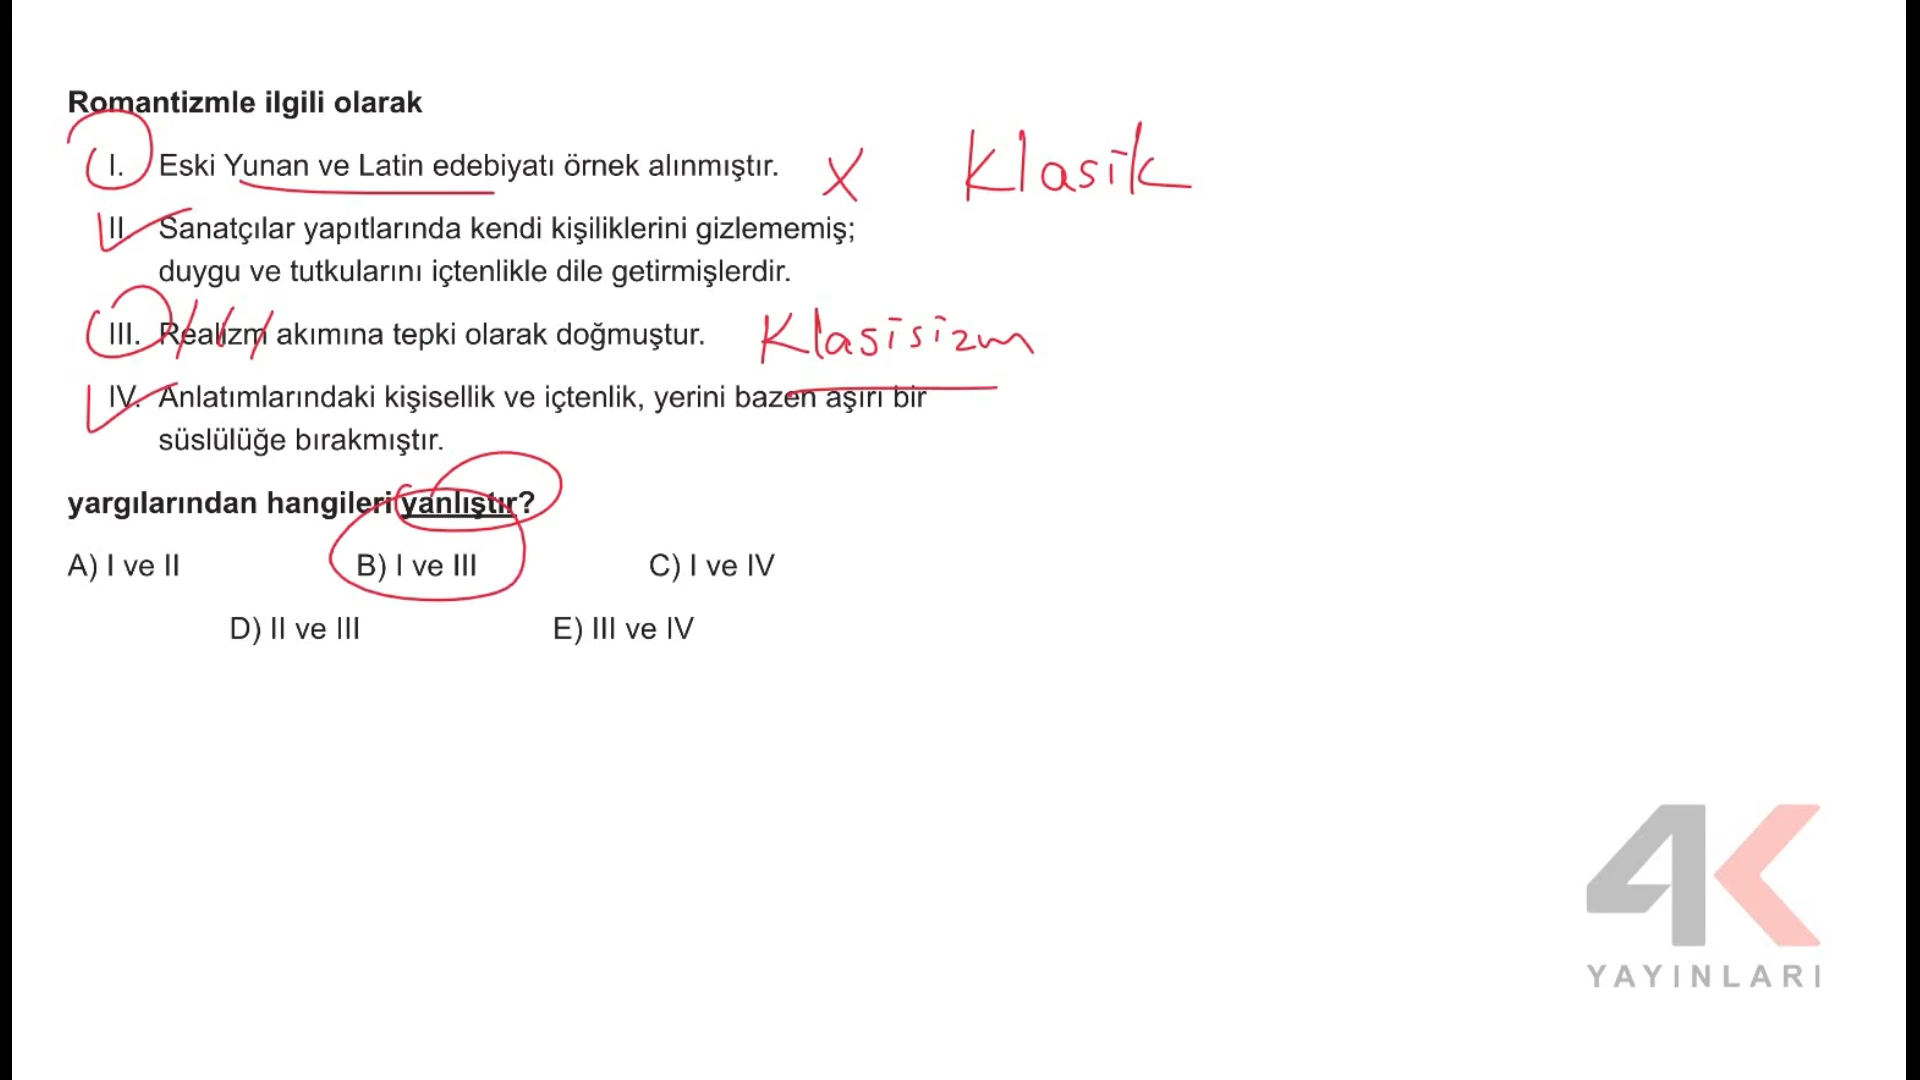 Romantizmle ilgili olarak
I. Eski Yunan ve Latin edebiyatı örnek alınmıştır. X Klasik
II. Sanatçılar yapıtlarında kendi kişiliklerini gizlememiş;
duygu ve tutkularını içtenlikle dile getirmişlerdir.
III. Realizm akımına tepki olarak doğmuştur. Klasisizm
IV. Anlatımlarındaki kişisellik ve içtenlik, yerini bazen aşırı bir
süslülüğe bırakmıştır.
yargılarından hangileri yanlıştır?
A) I ve II B) I ve III C) I ve IV
D) II ve III E) III ve IV
4K
YAYINLARI